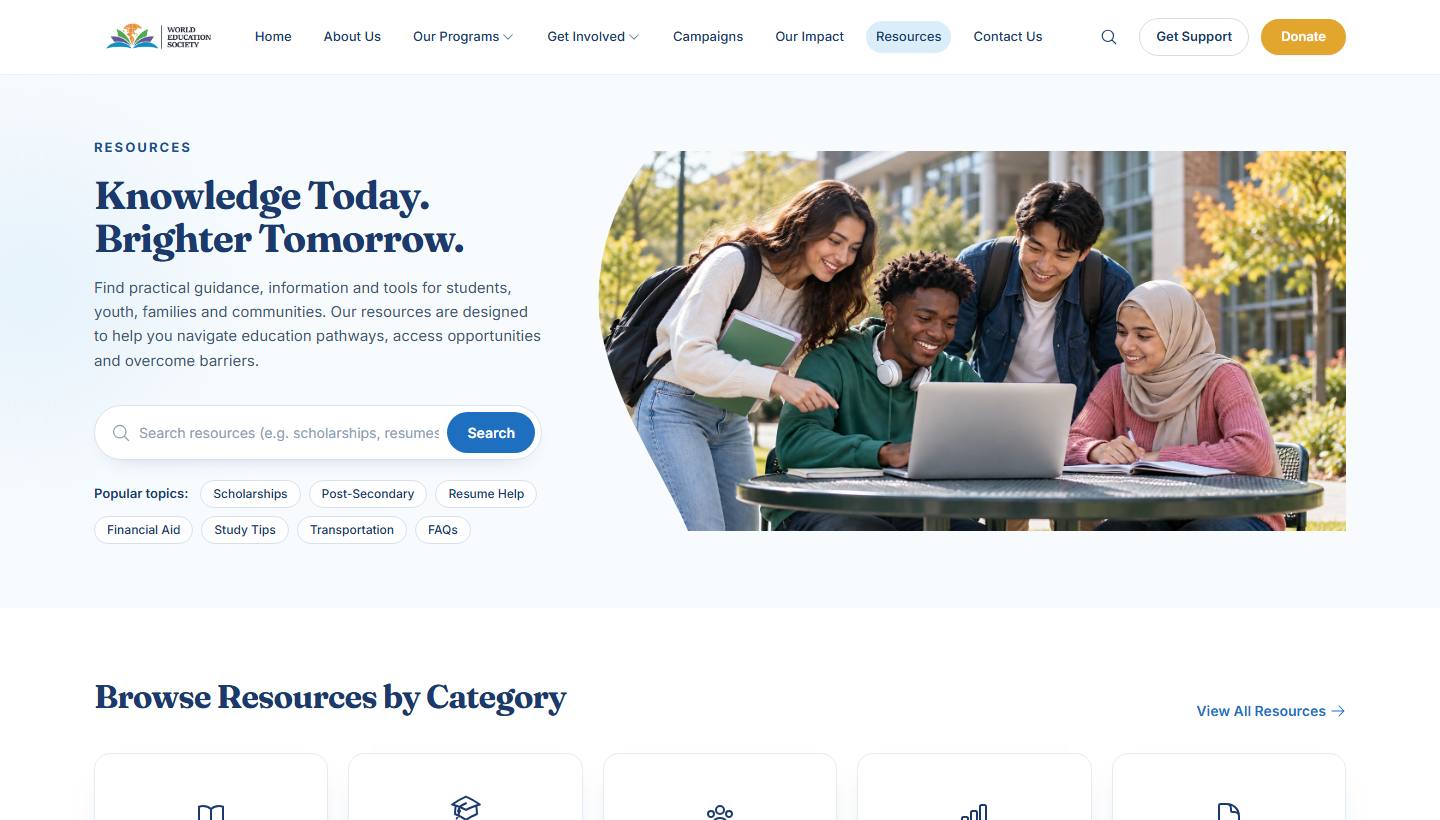 WORLD
EDUCATION
SOCIETY
Home
About Us
Our Programs
Get Involved
Campaigns
Our Impact
Resources
Contact Us
Get Support
Donate
RESOURCES
Knowledge Today.
Brighter Tomorrow.
Find practical guidance, information and tools for students,
youth, families and communities. Our resources are designed
to help you navigate education pathways, access opportunities
and overcome barriers.
Search resources (e.g. scholarships, resumes
Search
Popular topics:
Scholarships
Post-Secondary
Resume Help
Financial Aid
Study Tips
Transportation
FAQs
Browse Resources by Category
View All Resources